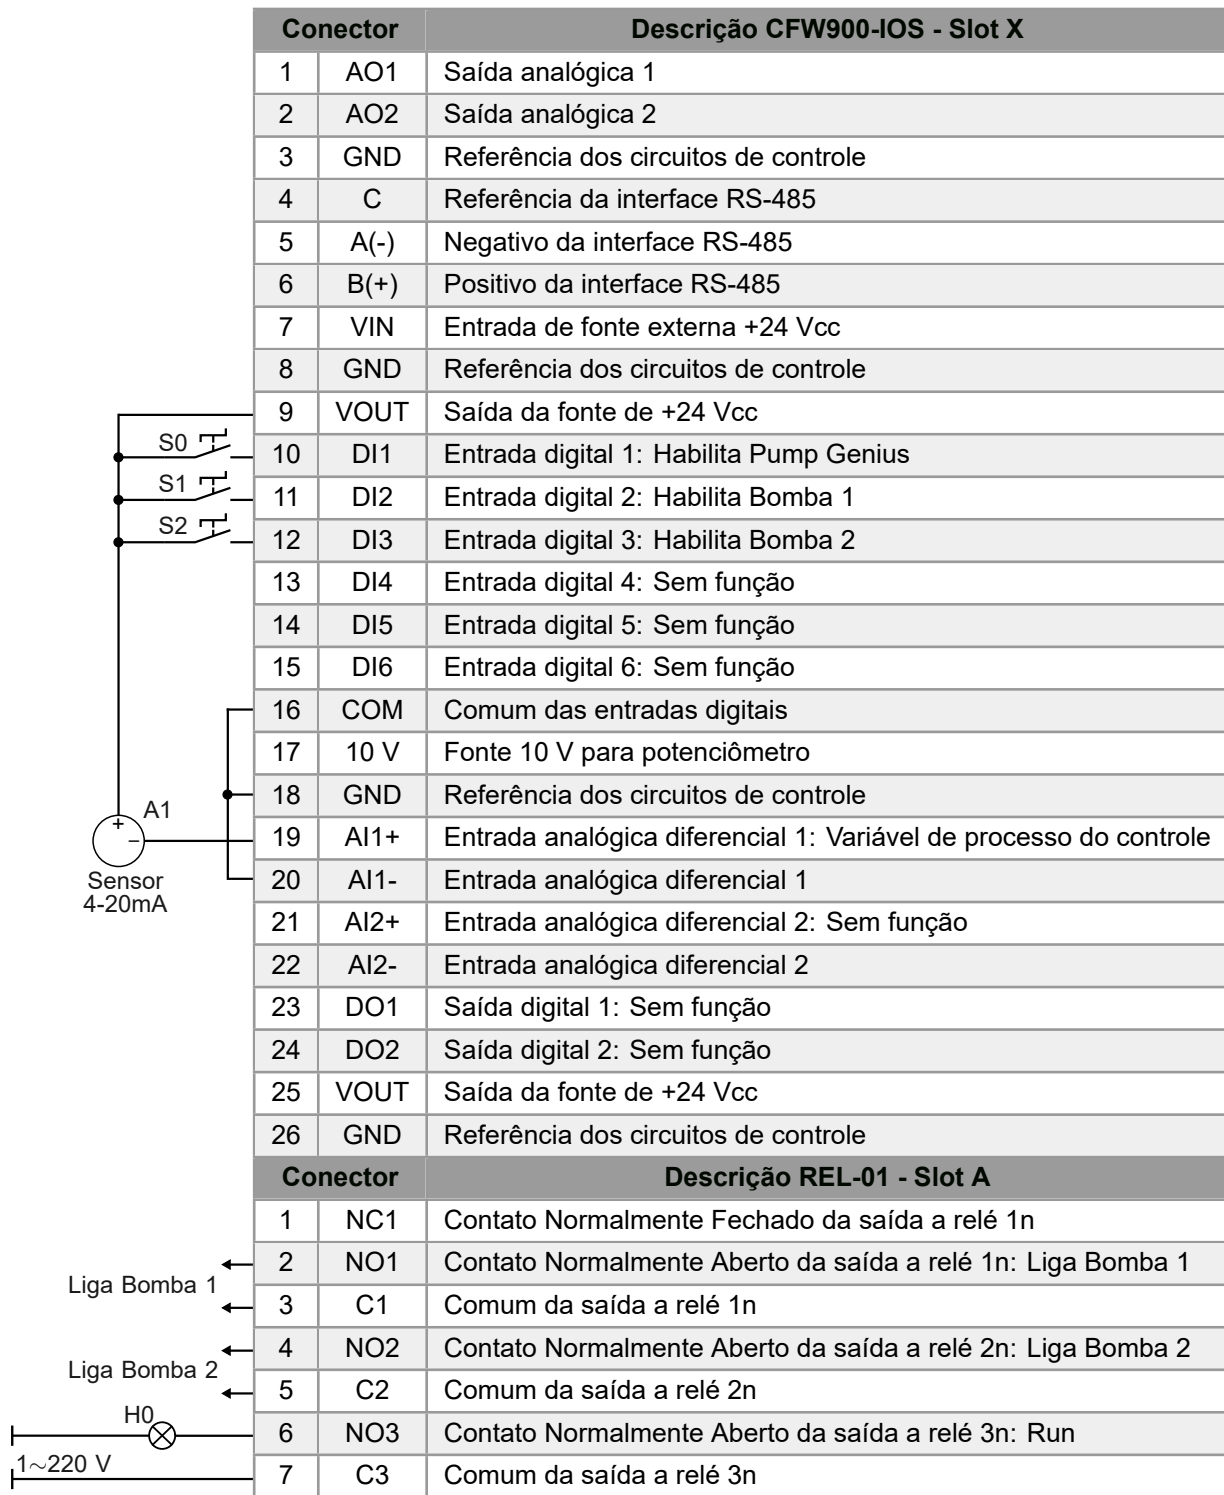 Conector Descrição CFW900-IOS - Slot X
1 AO1 Saída analógica 1
2 AO2 Saída analógica 2
3 GND Referência dos circuitos de controle
4 C Referência da interface RS-485
5 A(-) Negativo da interface RS-485
6 B(+) Positivo da interface RS-485
7 VIN Entrada de fonte externa +24 Vcc
8 GND Referência dos circuitos de controle
9 VOUT Saída da fonte de +24 Vcc
S0 10 DI1 Entrada digital 1: Habilita Pump Genius
S1 11 DI2 Entrada digital 2: Habilita Bomba 1
S2 12 DI3 Entrada digital 3: Habilita Bomba 2
13 DI4 Entrada digital 4: Sem função
14 DI5 Entrada digital 5: Sem função
15 DI6 Entrada digital 6: Sem função
16 COM Comum das entradas digitais
17 10 V Fonte 10 V para potenciômetro
18 GND Referência dos circuitos de controle
A1
+
−
Sensor
4-20mA
19 AI1+ Entrada analógica diferencial 1: Variável de processo do controle
20 AI1- Entrada analógica diferencial 1
21 AI2+ Entrada analógica diferencial 2: Sem função
22 AI2- Entrada analógica diferencial 2
23 DO1 Saída digital 1: Sem função
24 DO2 Saída digital 2: Sem função
25 VOUT Saída da fonte de +24 Vcc
26 GND Referência dos circuitos de controle
Conector Descrição REL-01 - Slot A
1 NC1 Contato Normalmente Fechado da saída a relé 1n
Liga Bomba 1
2 NO1 Contato Normalmente Aberto da saída a relé 1n: Liga Bomba 1
3 C1 Comum da saída a relé 1n
Liga Bomba 2
4 NO2 Contato Normalmente Aberto da saída a relé 2n: Liga Bomba 2
5 C2 Comum da saída a relé 2n
H0
6 NO3 Contato Normalmente Aberto da saída a relé 3n: Run
1~220 V
7 C3 Comum da saída a relé 3n